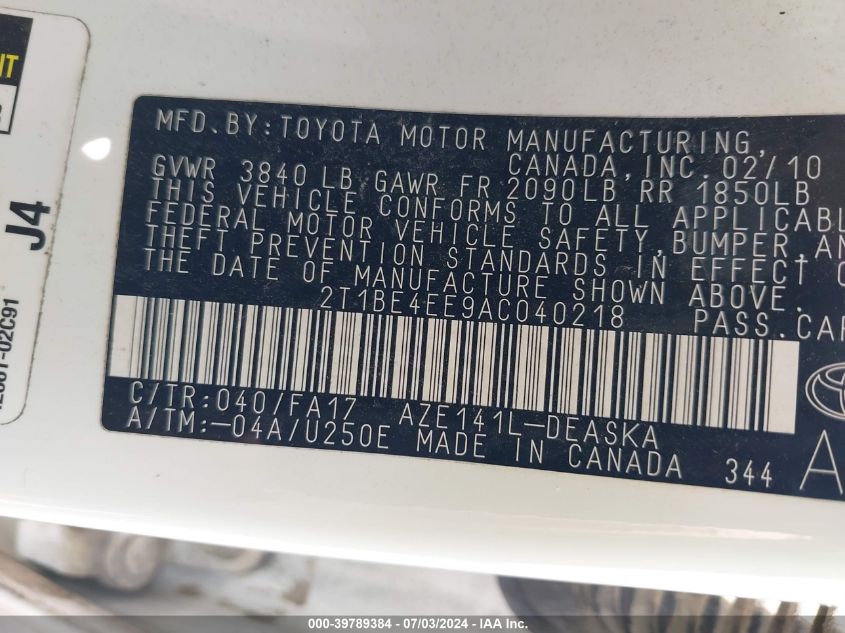 MFD.BY:TOYOTA MOTOR MANUFACTURING,
CANADA,INC. 02/10
GVWR 3840 LB GAWR FR 2090LB RR 1850LB
THIS VEHICLE CONFORMS TO ALL APPLICABL
FEDERAL MOTOR VEHICLE SAFETY,BUMPER AN
THEFT PREVENTION STANDARDS IN EFFECT O
THE DATE OF MANUFACTURE SHOWN ABOVE.
2T1BE4EE9AC040218 PASS.CAR
C/TR:040/FA17 AZE141L-DEASKA
A/TM:-04A/U250E MADE IN CANADA 344 A
J4
000-39789384 / 07/03/2024 - IAA Inc.